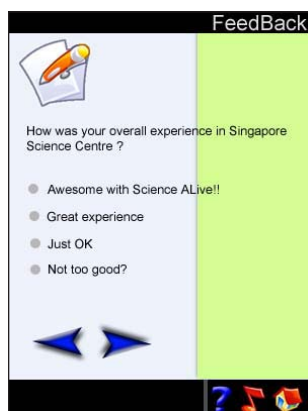 FeedBack
How was your overall experience in Singapore
Science Centre ?
Awesome with Science ALive!!
Great experience
Just OK
Not too good?
?